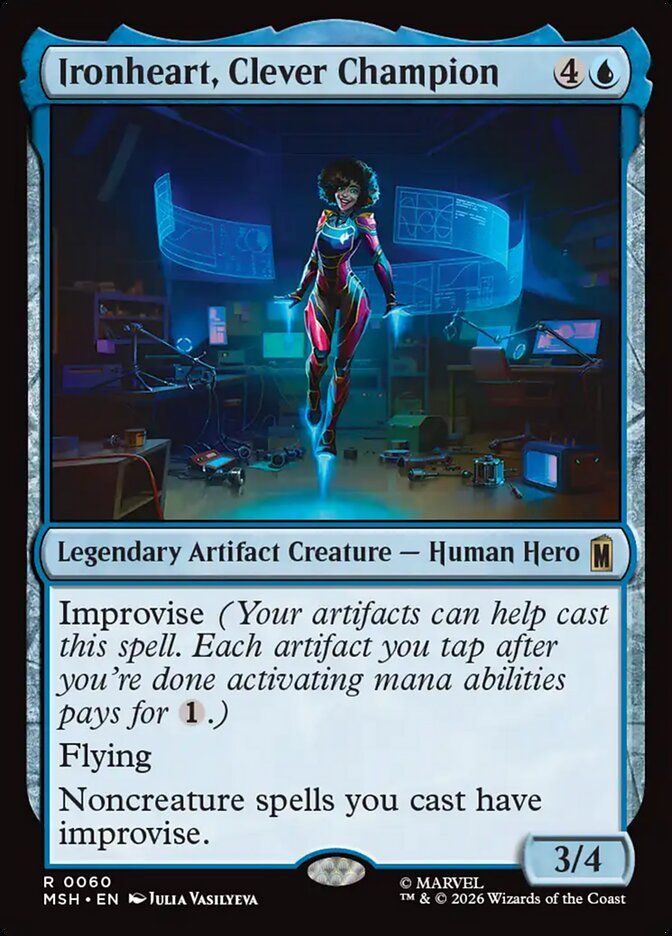 Ironheart, Clever Champion 4
Legendary Artifact Creature — Human Hero M
Improvise (Your artifacts can help cast
this spell. Each artifact you tap after
you're done activating mana abilities
pays for 1.)
Flying
Noncreature spells you cast have
improvise.
3/4
R 0060
MSH • EN Julia Vasilyeva
© MARVEL
™ & © 2026 Wizards of the Coast